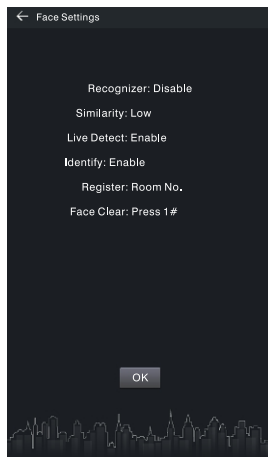 ← Face Settings
Recognizer: Disable
Similarity: Low
Live Detect: Enable
Identify: Enable
Register: Room No.
Face Clear: Press 1#
OK